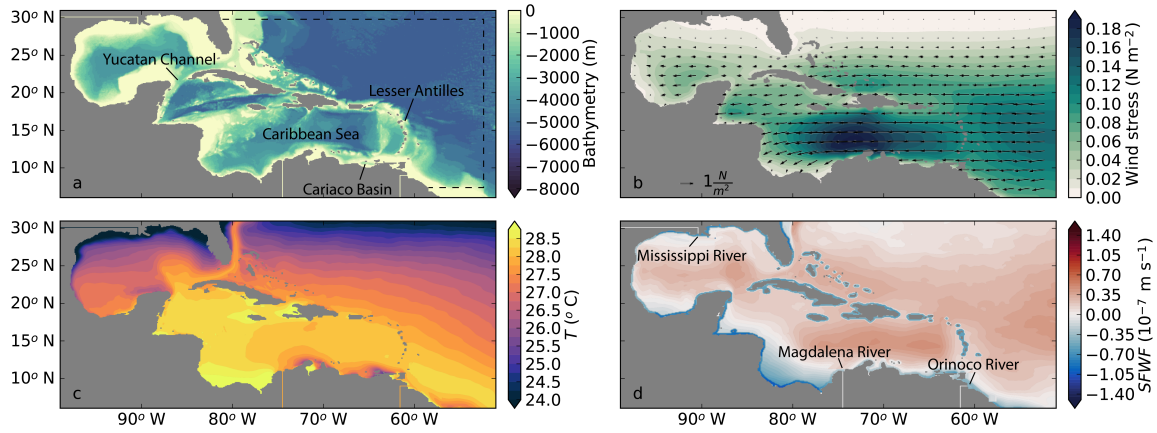 30° N
25° N
20° N
15° N
10° N
Yucatan Channel
Lesser Antilles
Caribbean Sea
Cariaco Basin
a
0
−1000
−2000
−3000
−4000
−5000
−6000
−7000
−8000
Bathymetry (m)
b
1 N/m²
0.18
0.16
0.14
0.12
0.10
0.08
0.06
0.04
0.02
0.00
Wind stress (N m⁻²)
30° N
25° N
20° N
15° N
10° N
c
90° W
80° W
70° W
60° W
28.5
28.0
27.5
27.0
26.5
26.0
25.5
25.0
24.5
24.0
T (° C)
Mississippi River
Magdalena River
Orinoco River
d
90° W
80° W
70° W
60° W
1.40
1.05
0.70
0.35
0.00
−0.35
−0.70
−1.05
−1.40
SFWF (10⁻⁷ m s⁻¹)